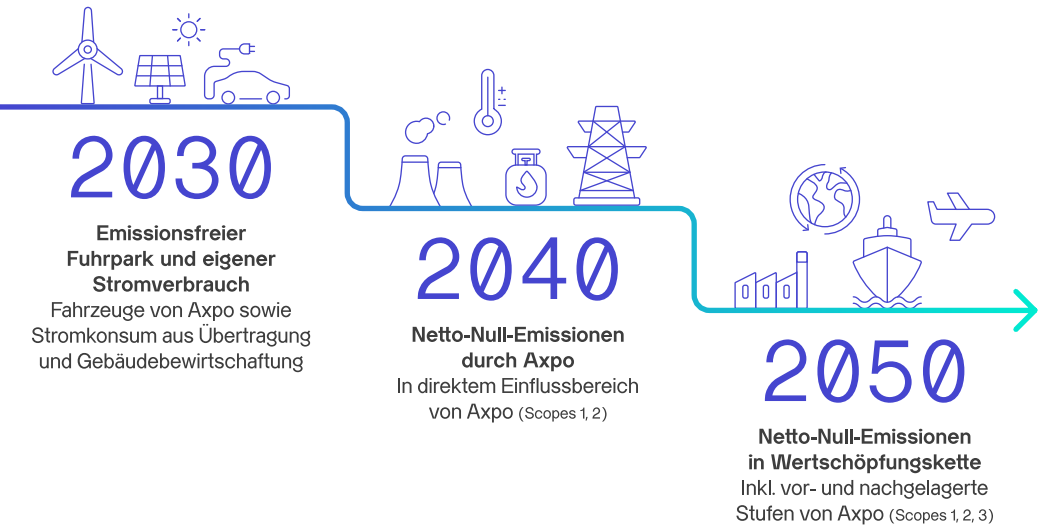 2030
Emissionsfreier
Fuhrpark und eigener
Stromverbrauch
Fahrzeuge von Axpo sowie
Stromkonsum aus Übertragung
und Gebäudebewirtschaftung
2040
Netto-Null-Emissionen
durch Axpo
In direktem Einflussbereich
von Axpo (Scopes 1, 2)
2050
Netto-Null-Emissionen
in Wertschöpfungskette
Inkl. vor- und nachgelagerte
Stufen von Axpo (Scopes 1, 2, 3)